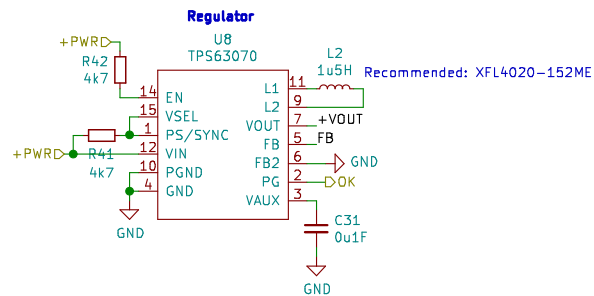 Regulator
U8
TPS63070
+PWR
R42
4k7
L2
1u5H
Recommended: XFL4020-152ME
14
EN
L1
11
15
VSEL
L2
9
1
PS/SYNC
VOUT
7
+VOUT
R41
4k7
FB
5
FB
+PWR
12
VIN
FB2
6
GND
10
PGND
PG
2
OK
4
GND
VAUX
3
GND
C31
0u1F
GND